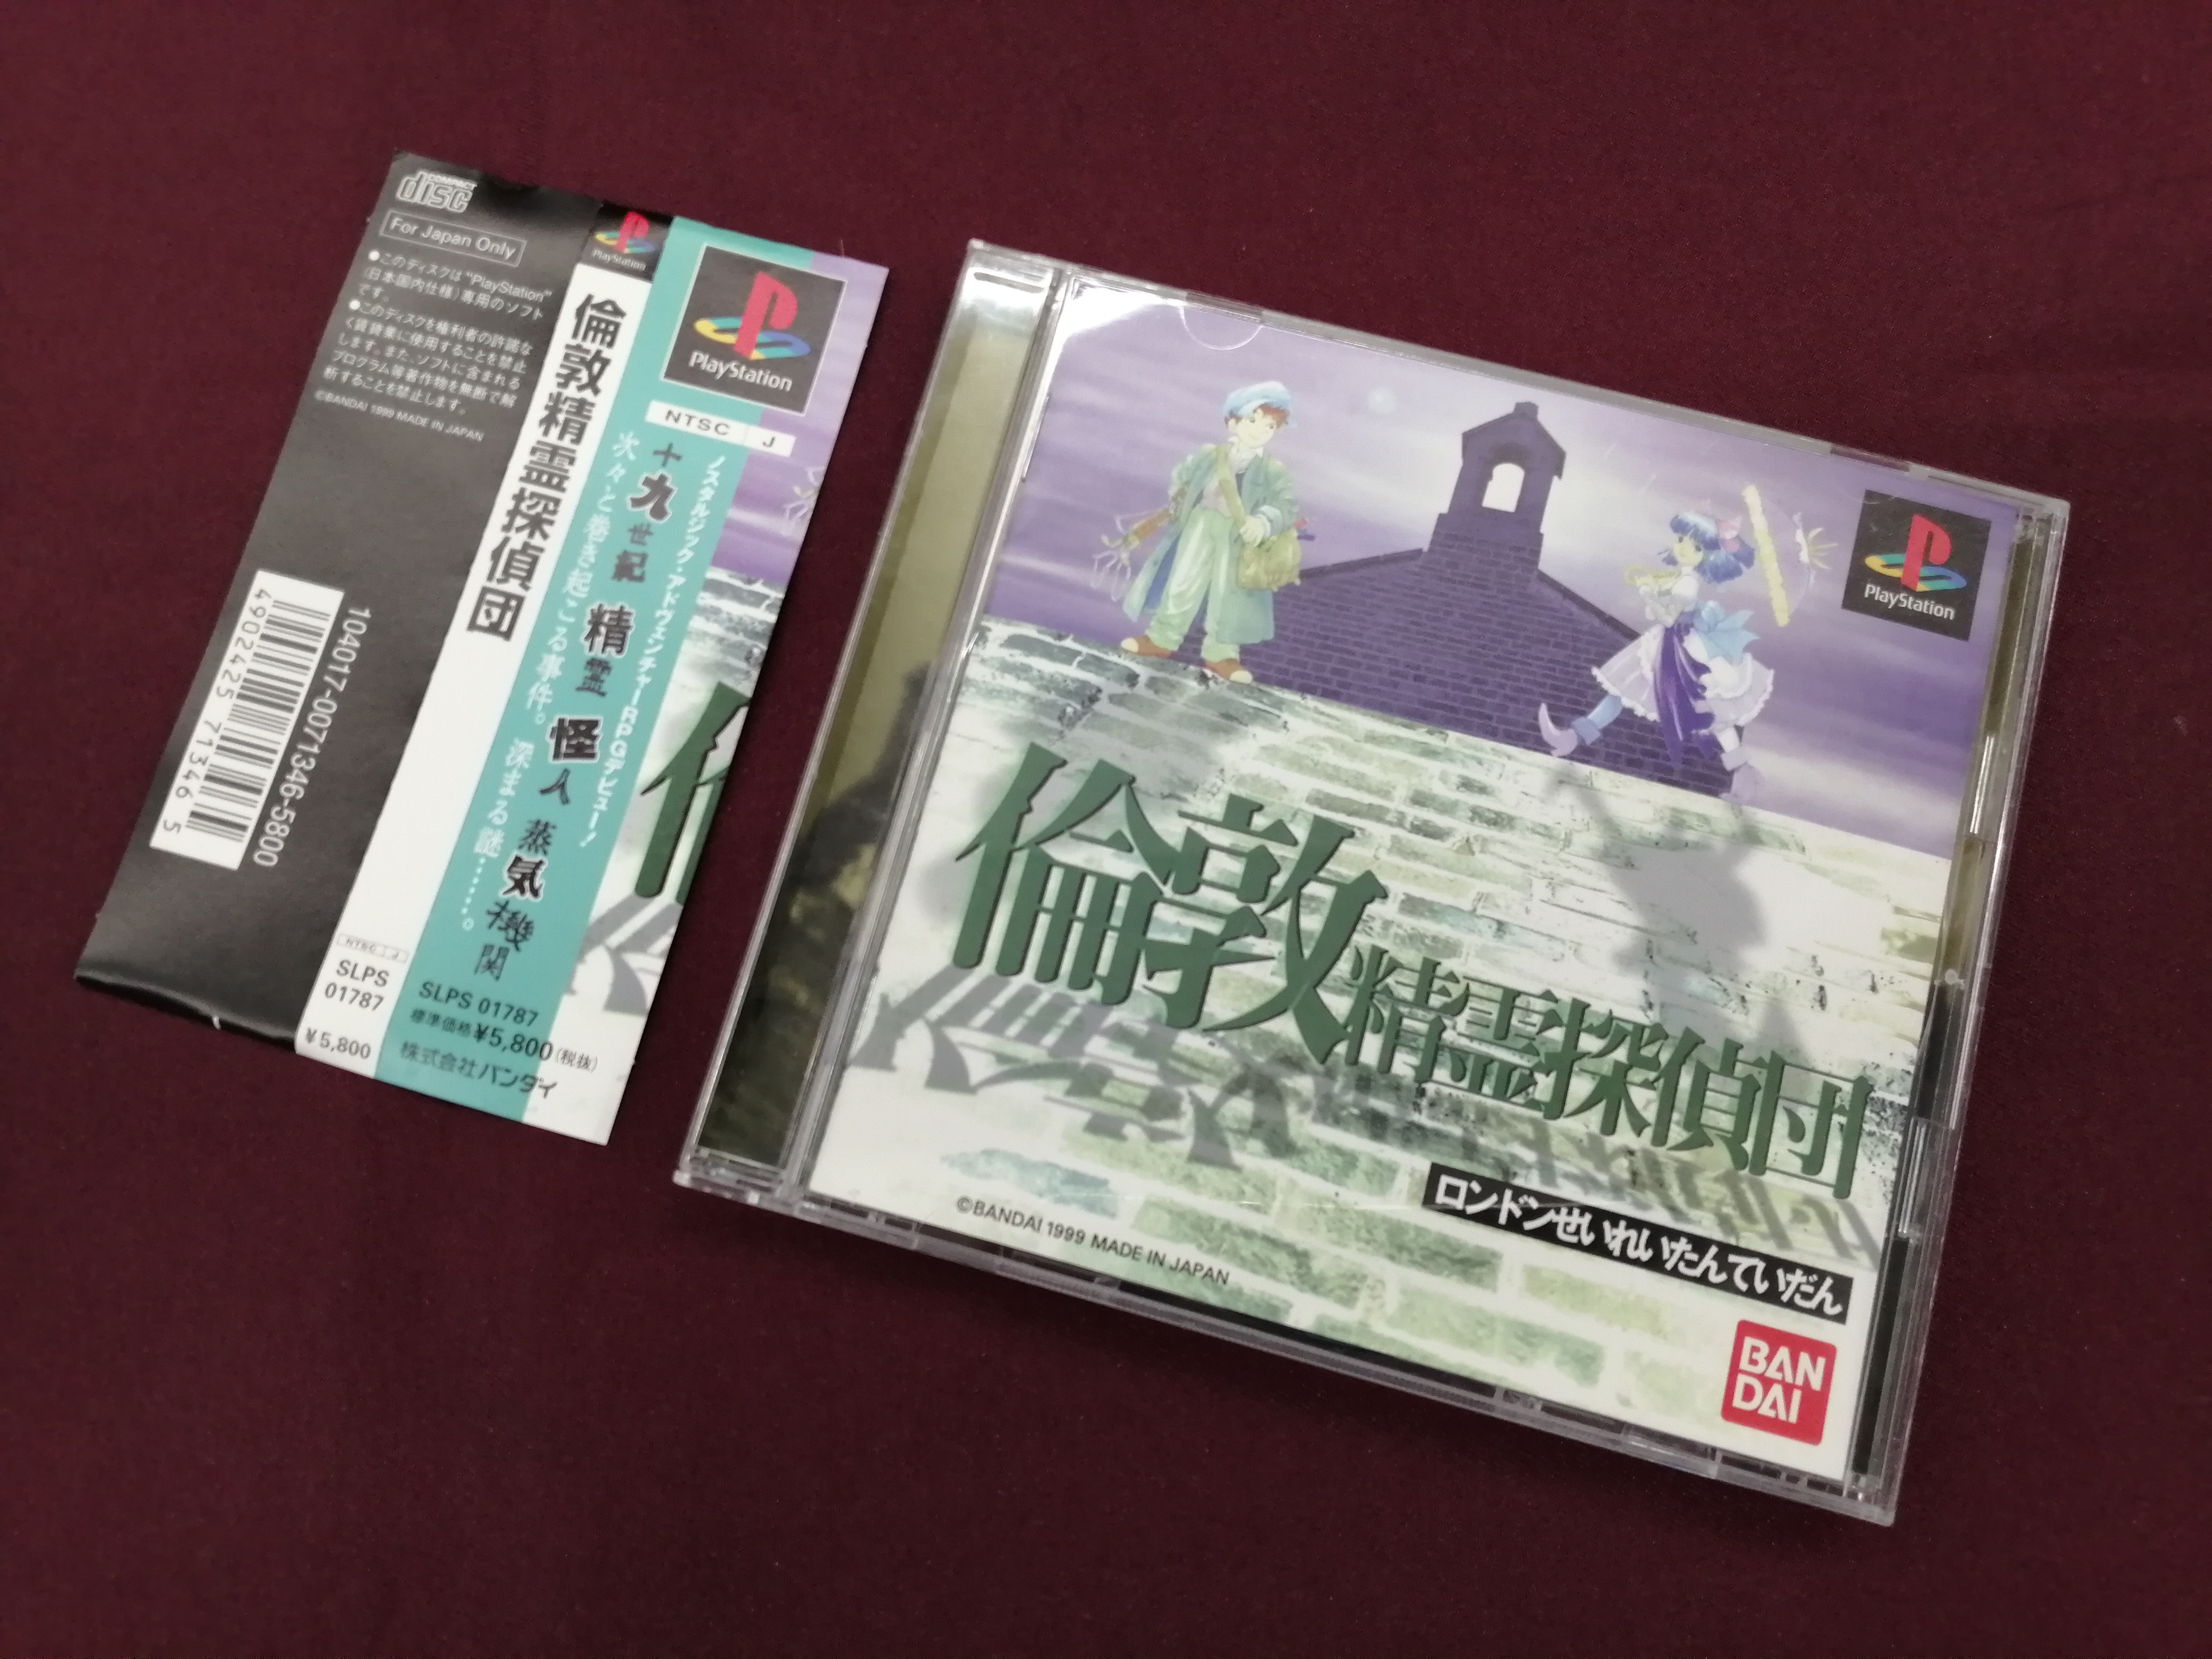 COMPACT
disc
For Japan Only
●このディスクは“PlayStation”
(日本国内仕様)専用のソフト
です。
●このディスクを権利者の許諾な
く賃貸業に使用することを禁止
します。また、ソフトに含まれる
プログラム等著作物を無断で解
析することを禁止します。
©BANDAI 1999 MADE IN JAPAN
104017-0071346-5800
4902425 713465
PlayStation
倫敦精霊探偵団
NTSC J
SLPS
01787
¥5,800
PlayStation
NTSC J
ノスタルジック・アドヴェンチャーRPGデビュー!
十九世紀 精霊 怪人 蒸気機関
次々と巻き起こる事件。深まる謎……。
SLPS 01787
標準価格¥5,800(税抜)
株式会社バンダイ
PlayStation
倫敦精霊探偵団
ロンドンせいれいたんていだん
©BANDAI 1999 MADE IN JAPAN
BAN
DAI